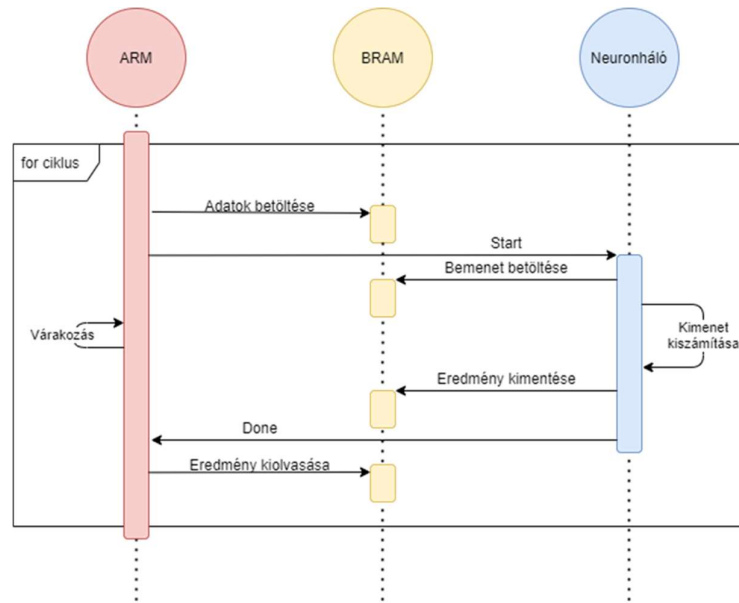 ARM
BRAM
Neuronháló
for ciklus
Adatok betöltése
Start
Bemenet betöltése
Várakozás
Kimenet
kiszámítása
Eredmény kimentése
Done
Eredmény kiolvasása